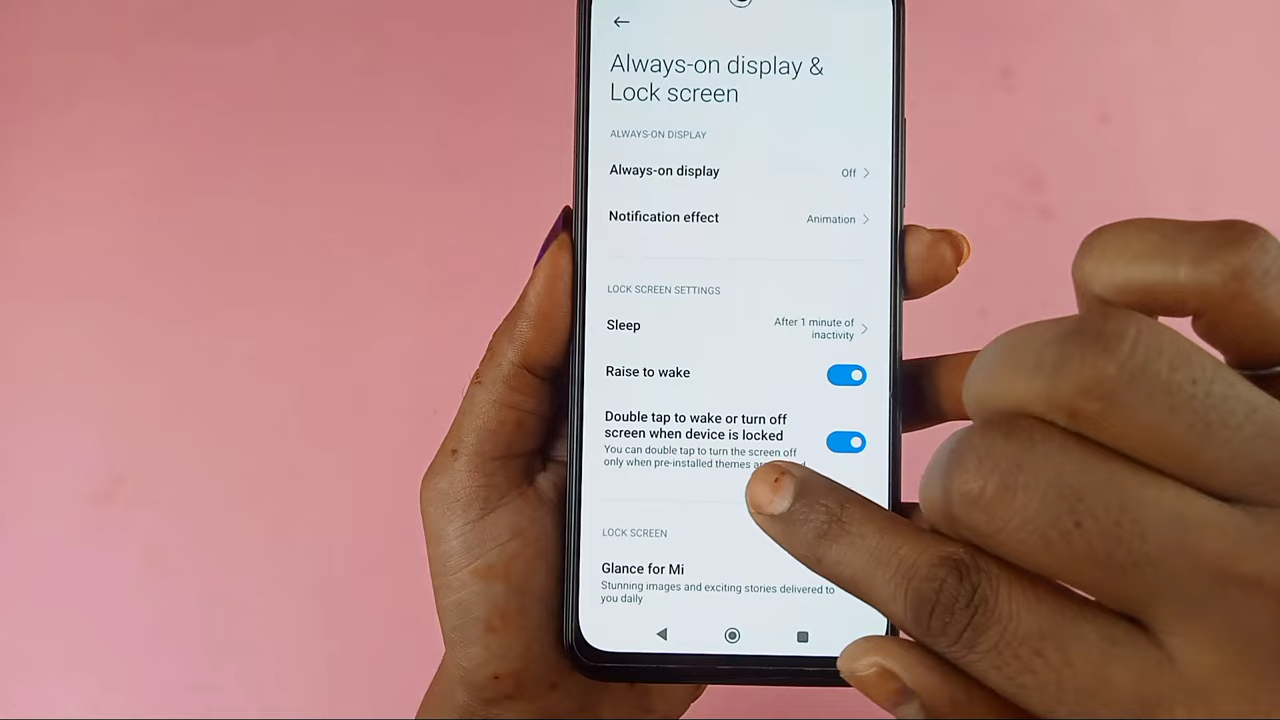 Always-on display &
Lock screen
ALWAYS-ON DISPLAY
Always-on display Off
Notification effect Animation
LOCK SCREEN SETTINGS
Sleep After 1 minute of
inactivity
Raise to wake
Double tap to wake or turn off
screen when device is locked
You can double tap to turn the screen off
only when pre-installed themes
LOCK SCREEN
Glance for Mi
Stunning images and exciting stories delivered to
you daily